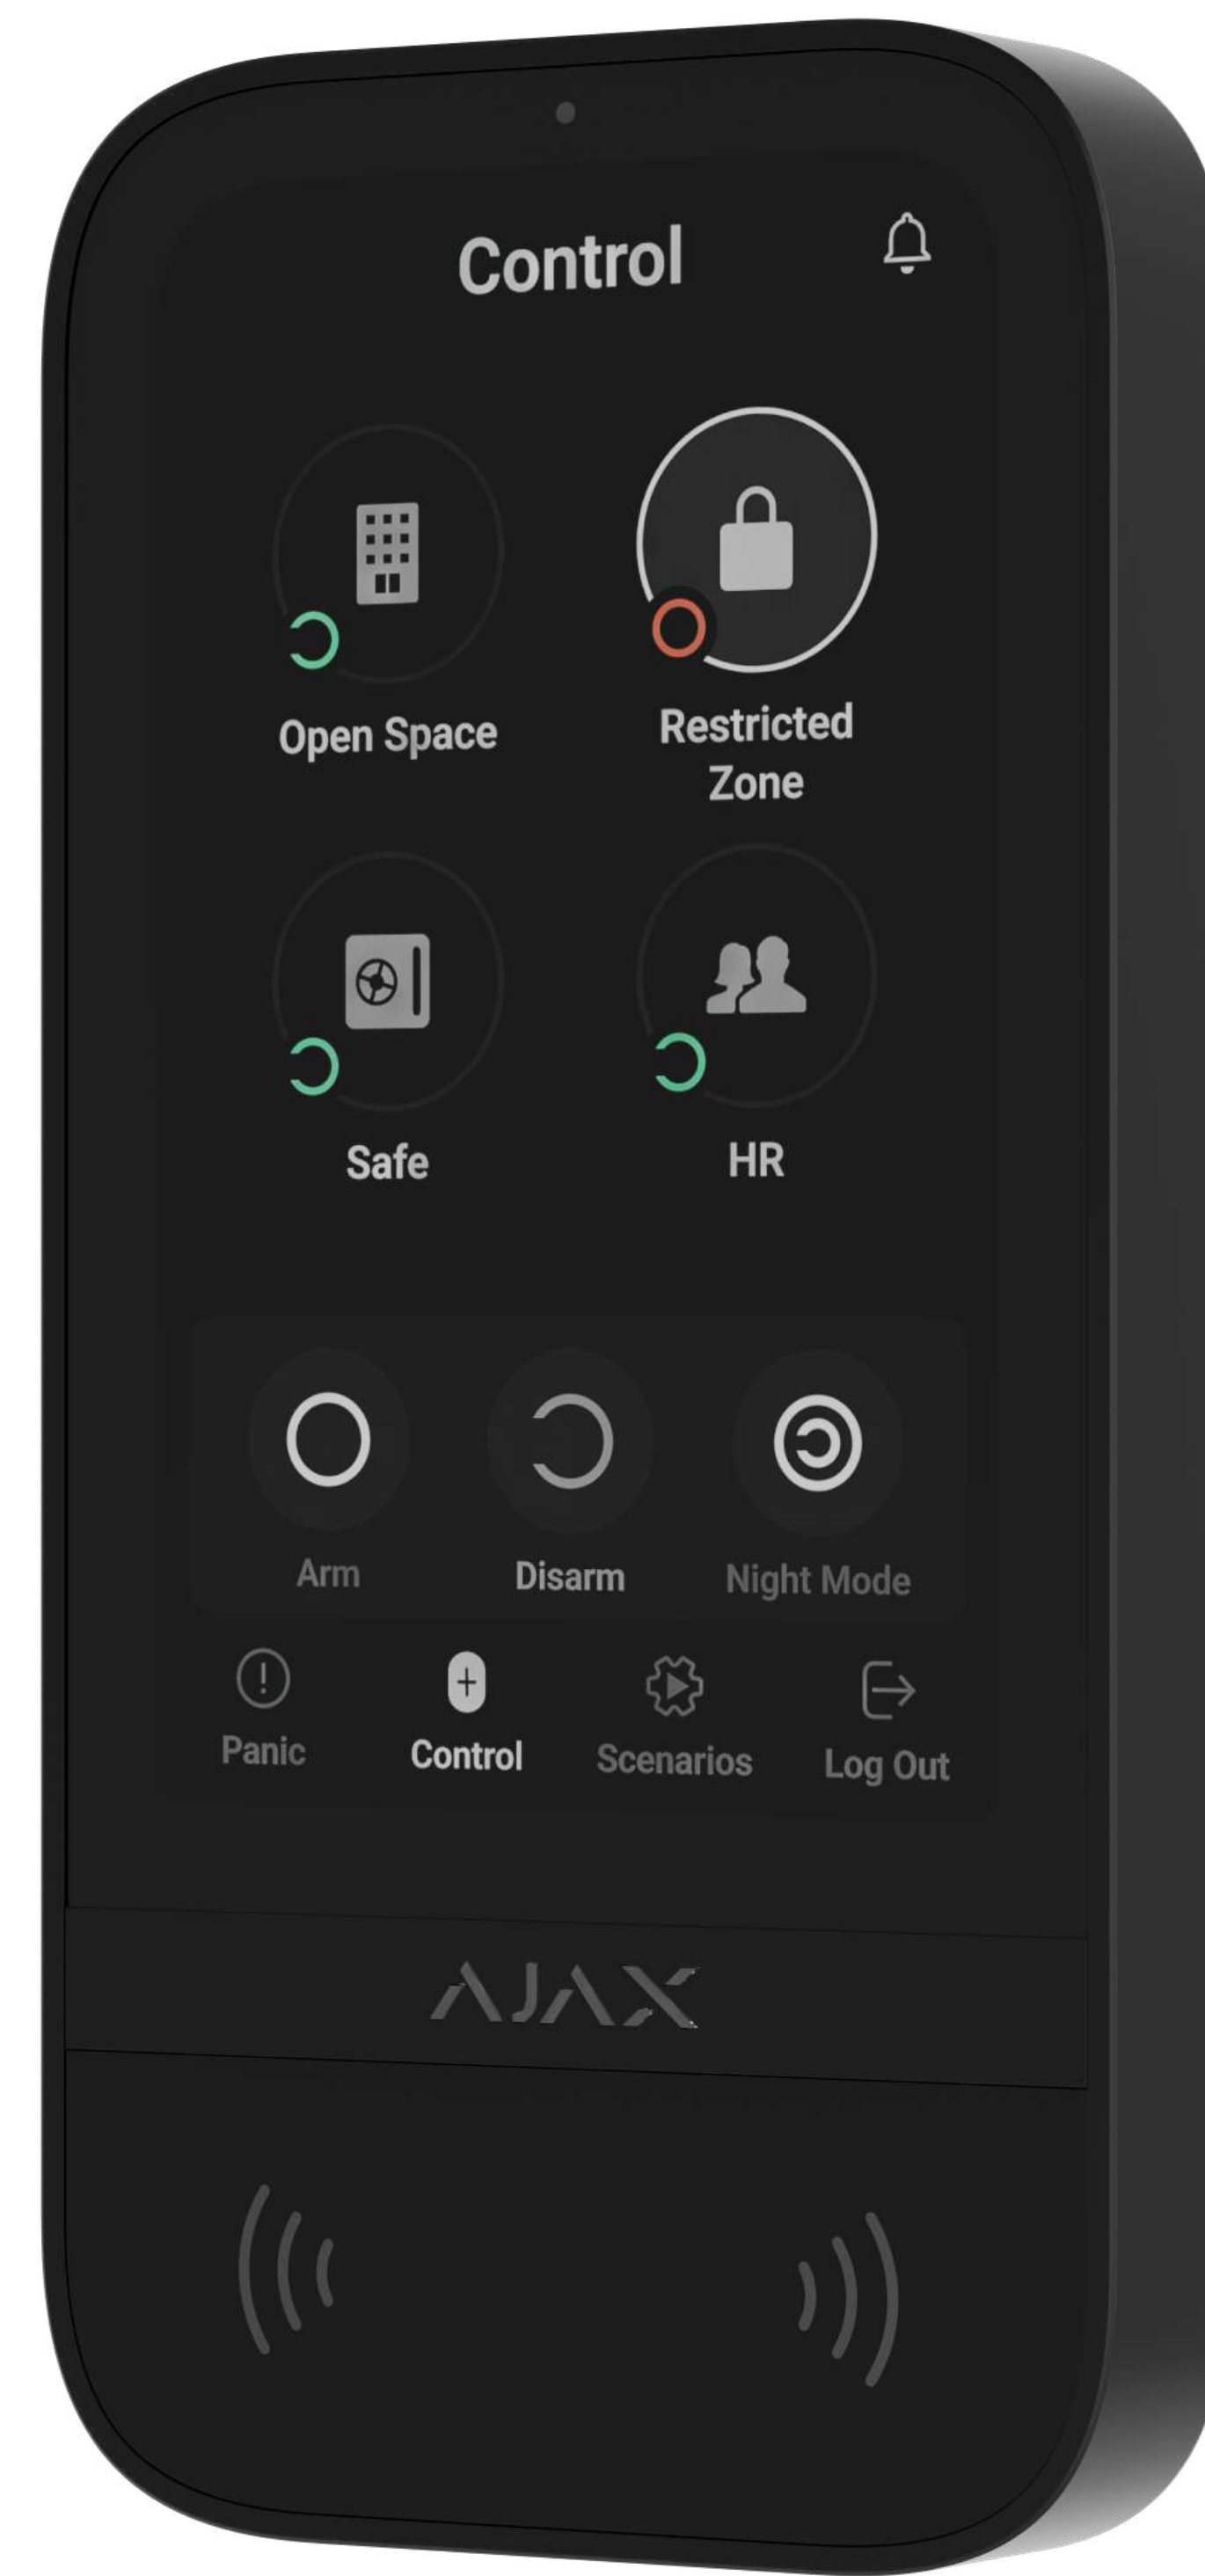 Control
Open Space
Restricted
Zone
Safe
HR
Arm
Disarm
Night Mode
Panic
Control
Scenarios
Log Out
AJAX